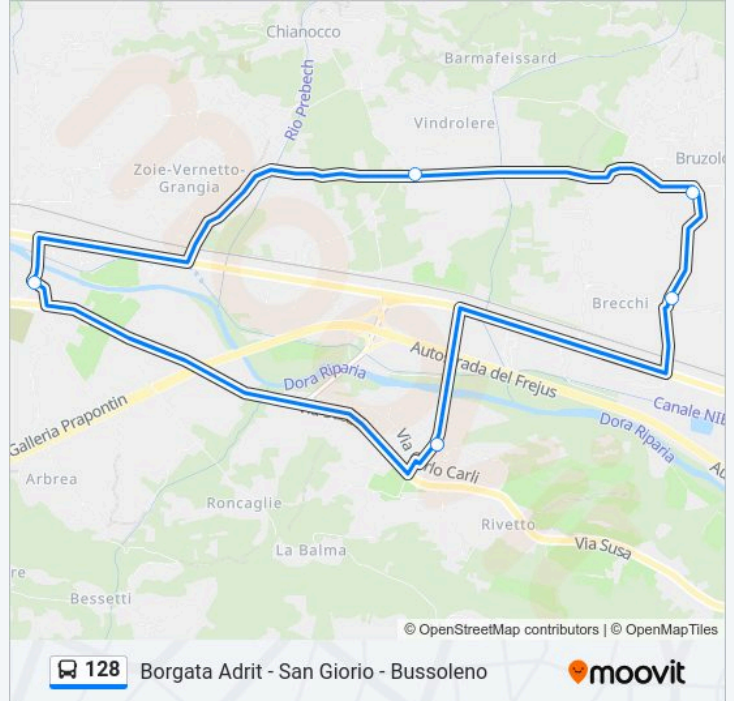 Chianocco
Barmafeissard
Rio Prebech
Vindrolere
Bruzolo
Zoie-Vernetto-
Grangia
Brecchi
Autostrada del Frejus
Dora Riparia
Canale NIE
Galleria Prapontin
Dora Riparia
Via Carlo Carli
Arbrea
Roncaglie
Rivetto
La Balma
Via Susa
Bessetti
© OpenStreetMap contributors | © OpenMapTiles
128 Borgata Adrit - San Giorio - Bussoleno
moovit